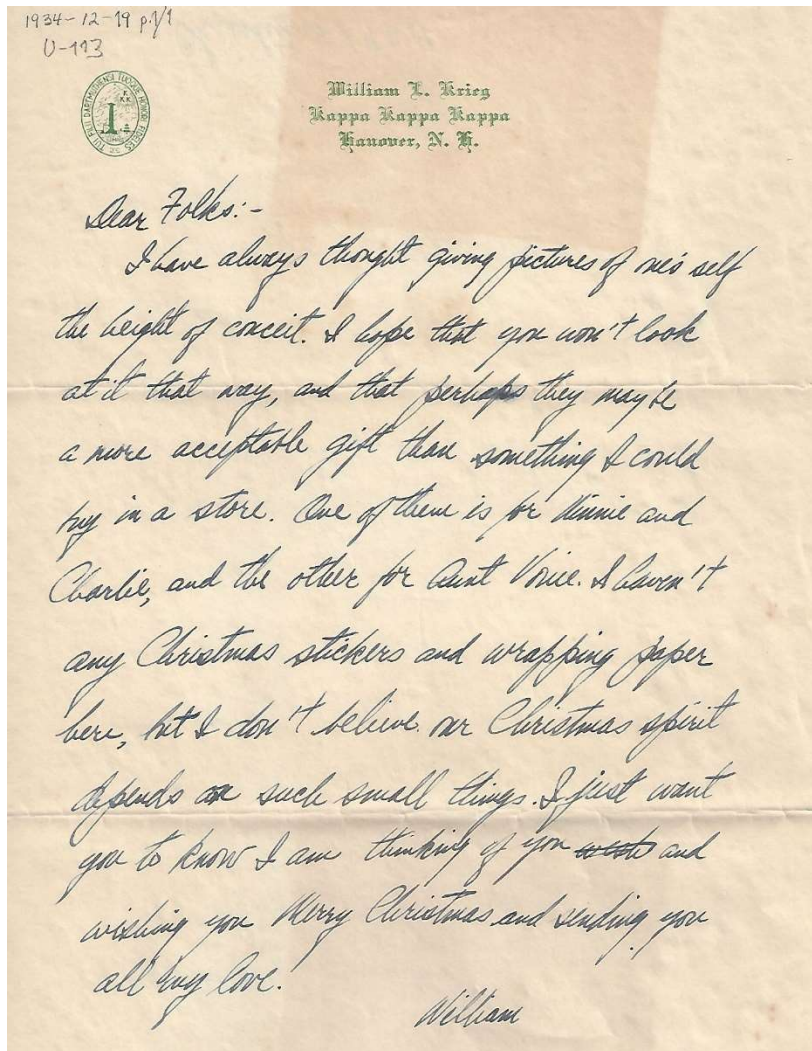 1934-12-19 p.1/1
U-113
William L. Krieg
Kappa Kappa Kappa
Hanover, N. H.
Dear Folks:-
I have always thought giving pictures of one's self
the height of conceit. I hope that you won't look
at it that way, and that perhaps they may be
a more acceptable gift than something I could
buy in a store. One of them is for Minnie and
Charlie, and the other for Aunt Voice. I haven't
any Christmas stickers and wrapping paper
here, but I don't believe our Christmas spirit
depends on such small things. I just want
you to know I am thinking of you and
wishing you Merry Christmas and sending you
all my love.
William